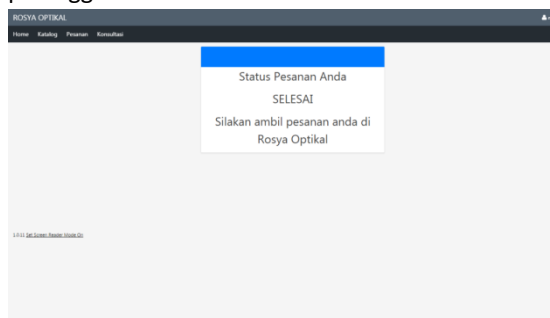 ROSYA OPTIKAL
Home Katalog Pesanan Konsultasi
Status Pesanan Anda
SELESAI
Silakan ambil pesanan anda di
Rosya Optikal
Set Screen Reader Mode On